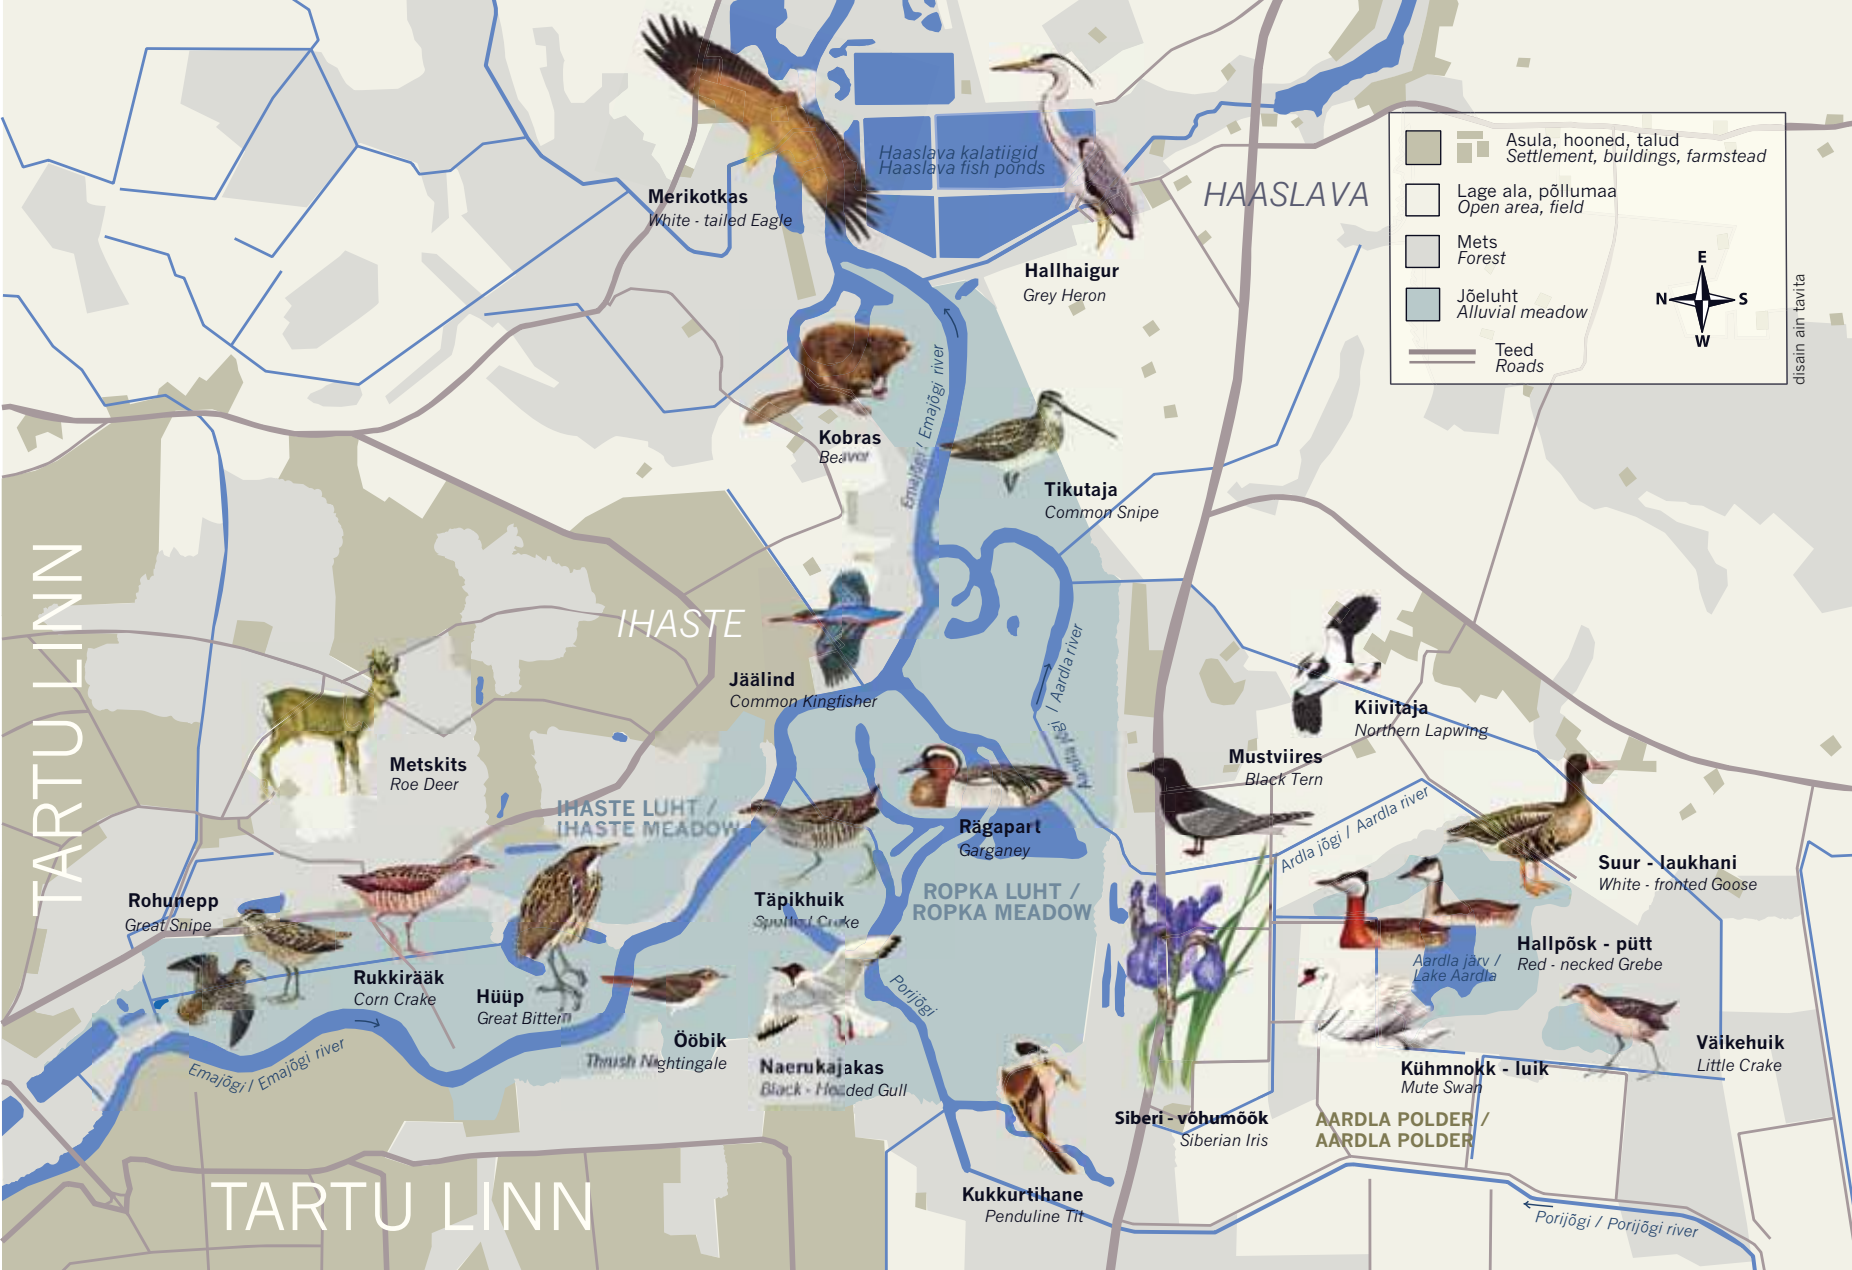 Haaslava kalatiigid
Haaslava fish ponds
Merikotkas
White - tailed Eagle
HAASLAVA
Hallhaigur
Grey Heron
Asula, hooned, talud
Settlement, buildings, farmstead
Lage ala, põllumaa
Open area, field
Mets
Forest
Jõeluht
Alluvial meadow
Teed
Roads
E
N
S
W
disain ain tavita
Emajõgi / Emajõgi river
Kobras
Beaver
Tikutaja
Common Snipe
IHASTE
Jäälind
Common Kingfisher
Aardla jõgi / Aardla river
Kiivitaja
Northern Lapwing
Mustviires
Black Tern
TARTU LINN
Metskits
Roe Deer
IHASTE LUHT /
IHASTE MEADOW
Rägapart
Garganey
Ardla jõgi / Aardla river
Suur - laukhani
White - fronted Goose
Rohunepp
Great Snipe
Täpikhuik
Spotted Crake
ROPKA LUHT /
ROPKA MEADOW
Hallpõsk - pütt
Red - necked Grebe
Aardla järv /
Lake Aardla
Rukkirääk
Corn Crake
Hüüp
Great Bittern
Porijõgi
Ööbik
Thrush Nightingale
Naerukajakas
Black - Headed Gull
Väikehuik
Little Crake
Kühmnokk - luik
Mute Swan
Emajõgi / Emajõgi river
Siberi - võhumõõk
Siberian Iris
AARDLA POLDER /
AARDLA POLDER
TARTU LINN
Kukkurtihane
Penduline Tit
Porijõgi / Porijõgi river